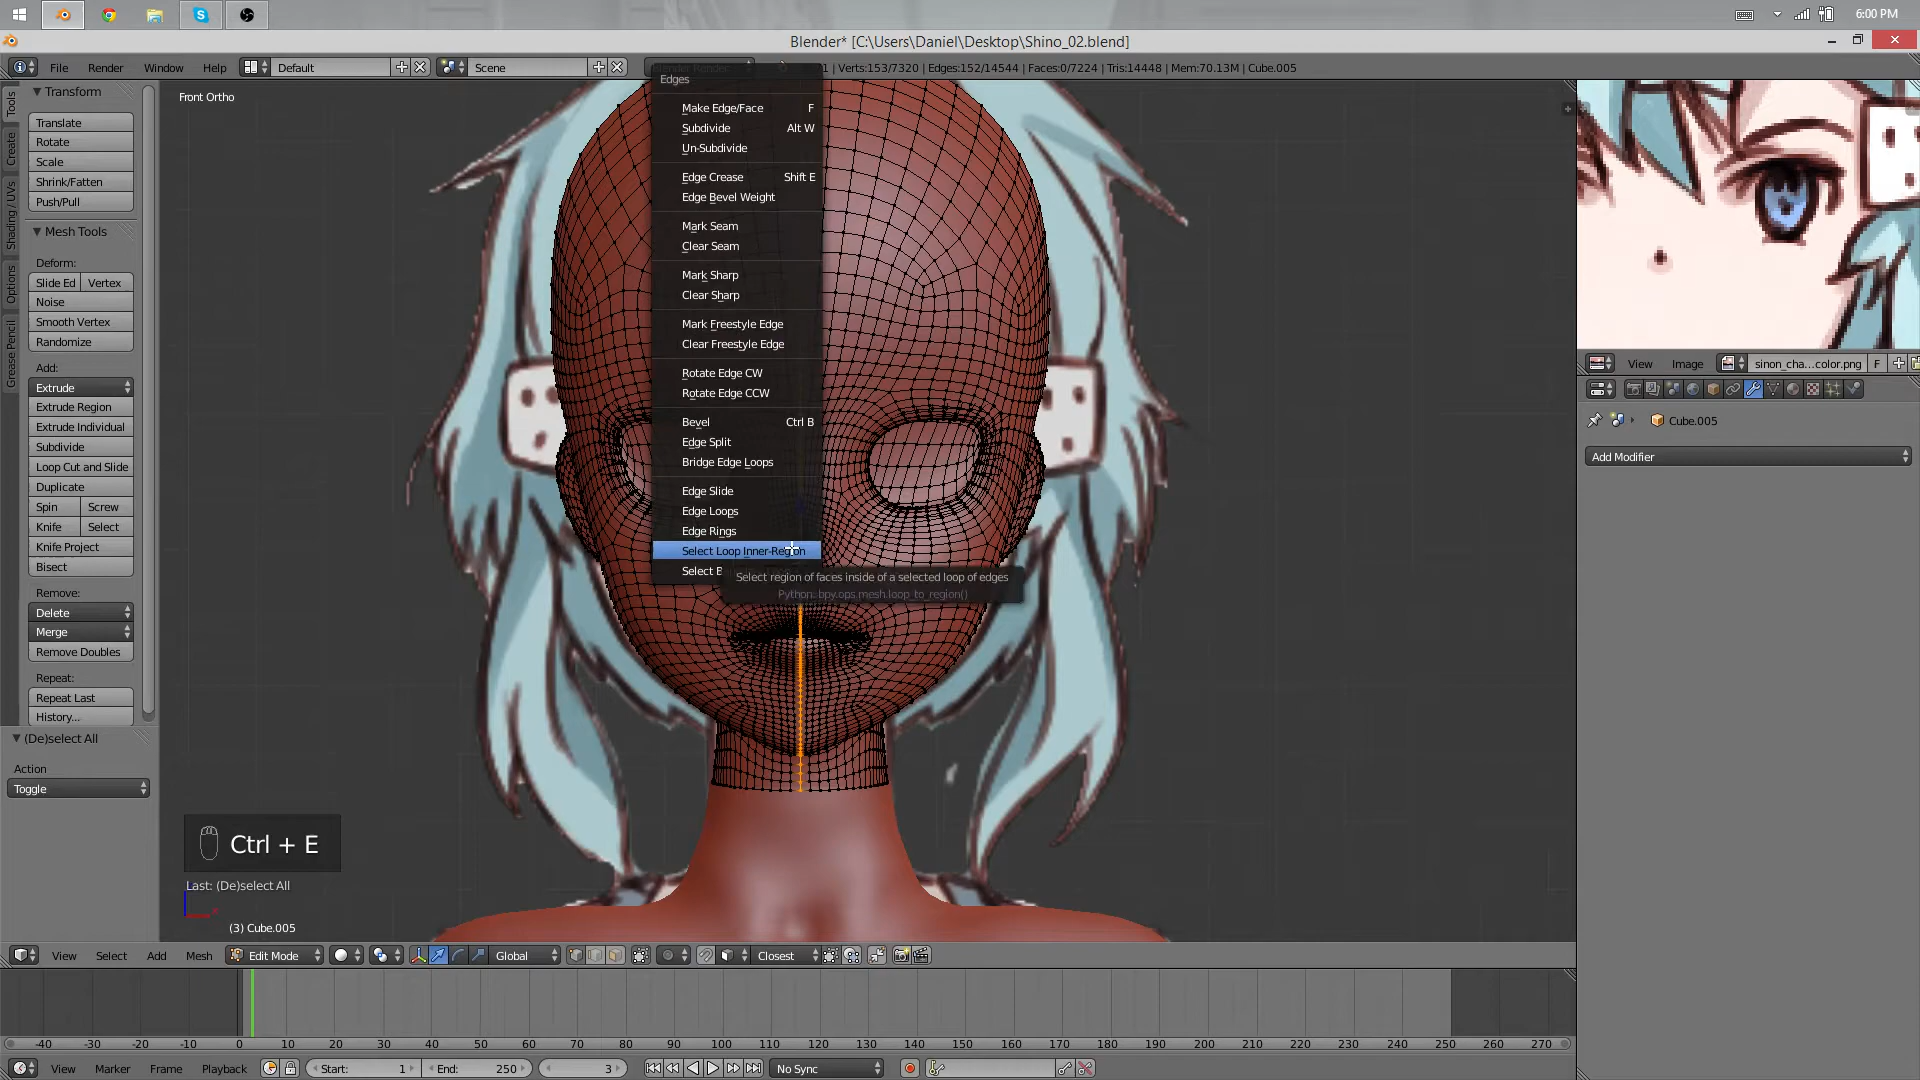 6:00 PM
Blender* [C:\Users\Daniel\Desktop\Shino_02.blend]
File Render Window Help Default Scene 71 | Verts:153/7320 | Edges:152/14544 | Faces:0/7224 | Tris:14448 | Mem:70.13M | Cube.005
Tools
Create
Shading / UVs
Options
Grease Pencil
Transform
Translate
Rotate
Scale
Shrink/Fatten
Push/Pull
Mesh Tools
Deform:
Slide Ed Vertex
Noise
Smooth Vertex
Randomize
Add:
Extrude
Extrude Region
Extrude Individual
Subdivide
Loop Cut and Slide
Duplicate
Spin Screw
Knife Select
Knife Project
Bisect
Remove:
Delete
Merge
Remove Doubles
Repeat:
Repeat Last
History...
(De)select All
Action
Toggle
Front Ortho
Edges
Make Edge/Face F
Subdivide Alt W
Un-Subdivide
Edge Crease Shift E
Edge Bevel Weight
Mark Seam
Clear Seam
Mark Sharp
Clear Sharp
Mark Freestyle Edge
Clear Freestyle Edge
Rotate Edge CW
Rotate Edge CCW
Bevel Ctrl B
Edge Split
Bridge Edge Loops
Edge Slide
Edge Loops
Edge Rings
Select Loop Inner-Region
Select B
Select region of faces inside of a selected loop of edges
Python: bpy.ops.mesh.loop_to_region()
Ctrl + E
Last: (De)select All
(3) Cube.005
View Image sinon_cha...color.png F
Cube.005
Add Modifier
View Select Add Mesh Edit Mode Global Closest
-40 -30 -20 -10 0 10 20 30 40 50 60 70 80 90 100 110 120 130 140 150 160 170 180 190 200 210 220 230 240 250 260 270
View Marker Frame Playback Start: 1 End: 250 3 No Sync